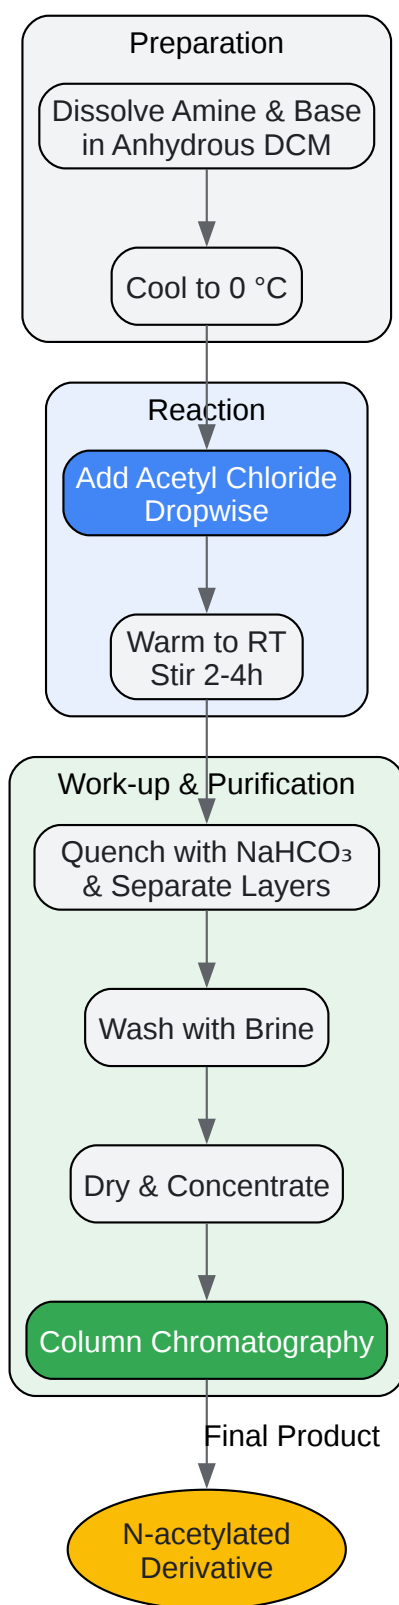 Preparation
Dissolve Amine & Base
in Anhydrous DCM
Cool to 0 °C
Reaction
Add Acetyl Chloride
Dropwise
Warm to RT
Stir 2-4h
Work-up & Purification
Quench with NaHCO₃
& Separate Layers
Wash with Brine
Dry & Concentrate
Column Chromatography
Final Product
N-acetylated
Derivative